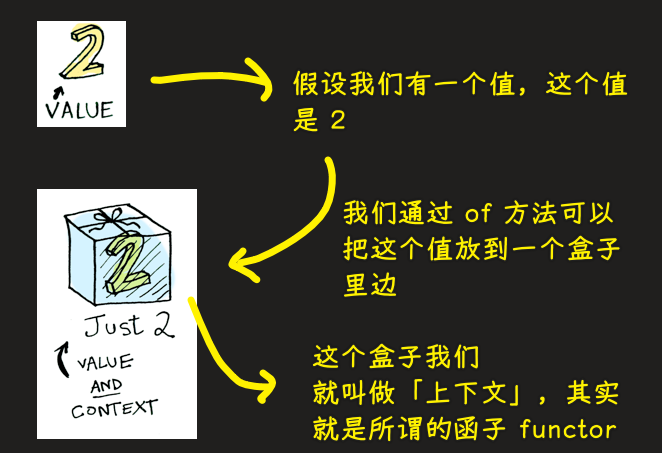 2
VALUE
假设我们有一个值，这个值
是 2
我们通过 of 方法可以
把这个值放到一个盒子
里边
2
Just 2
VALUE
AND
CONTEXT
这个盒子我们
就叫做「上下文」，其实
就是所谓的函子 functor